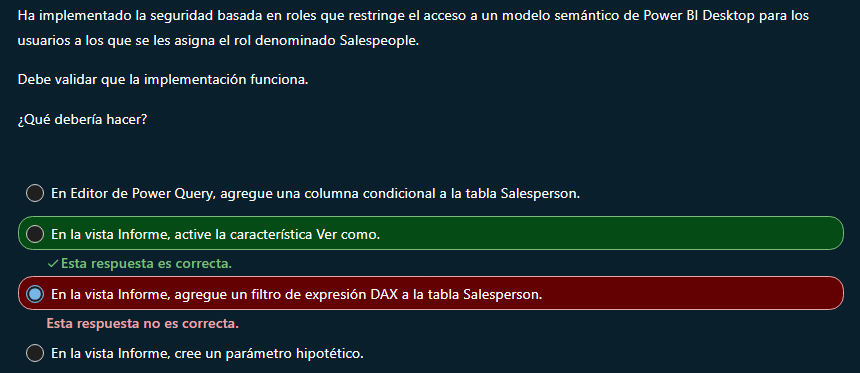 Ha implementado la seguridad basada en roles que restringe el acceso a un modelo semántico de Power BI Desktop para los
usuarios a los que se les asigna el rol denominado Salespeople.
Debe validar que la implementación funciona.
¿Qué debería hacer?
En Editor de Power Query, agregue una columna condicional a la tabla Salesperson.
En la vista Informe, active la característica Ver como.
Esta respuesta es correcta.
En la vista Informe, agregue un filtro de expresión DAX a la tabla Salesperson.
Esta respuesta no es correcta.
En la vista Informe, cree un parámetro hipotético.